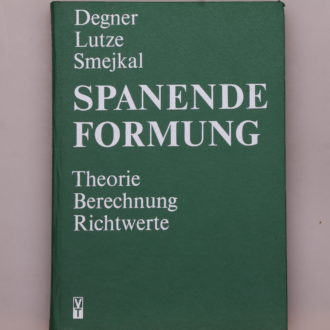 Degner
Lutze
Smejkal
SPANENDE
FORMUNG
Theorie
Berechnung
Richtwerte
VT